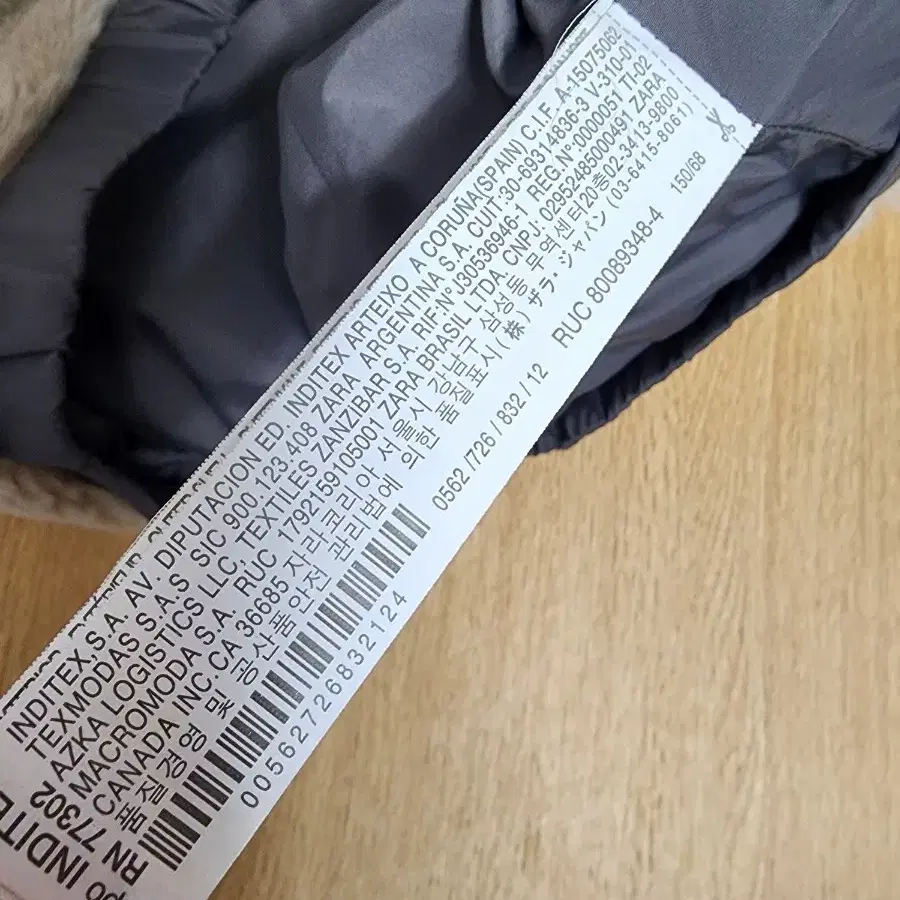 INDITEX S.A. AV. DIPUTACION ED. INDITEX ARTEIXO A CORUÑA(SPAIN) C.I.F. A-15075062
TEXMODAS S.A.S SIC 900.123.408 ZARA ARGENTINA S.A. CUIT:30-69314836-3 V-310-01
AZKA LOGISTICS LLC, TEXTILES ZANZIBAR S.A. RIF Nº J30536946-1 REG.Nº:0000051 TI-02
MACROMODA S.A. RUC 1792159105001 ZARA BRASIL LTDA, CNPJ. 02952485000491 ZARA
CANADA INC. CA 36685 자라코리아 서울시 강남구 삼성동 무역센터20층02-3413-9800
품질경영 및 공산품안전 관리법에 의한 품질표시(株) ザラ・ジャパン (03-6415-8061)
INDITE
RN 77302
0562 /726 / 832 / 12
RUC 80089348-4
150/68
00562726832124